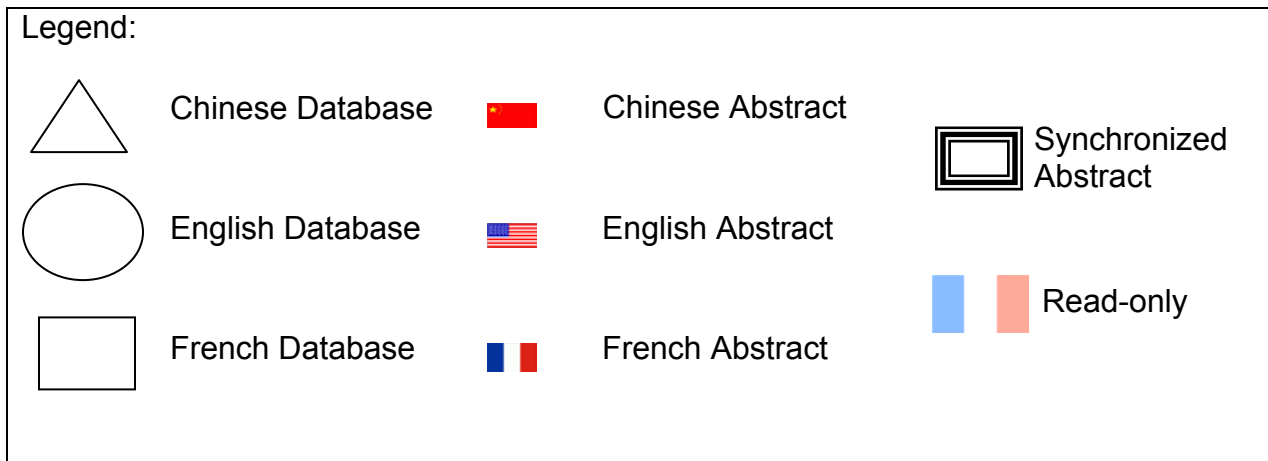 Legend:
Chinese Database
Chinese Abstract
Synchronized
Abstract
English Database
English Abstract
Read-only
French Database
French Abstract